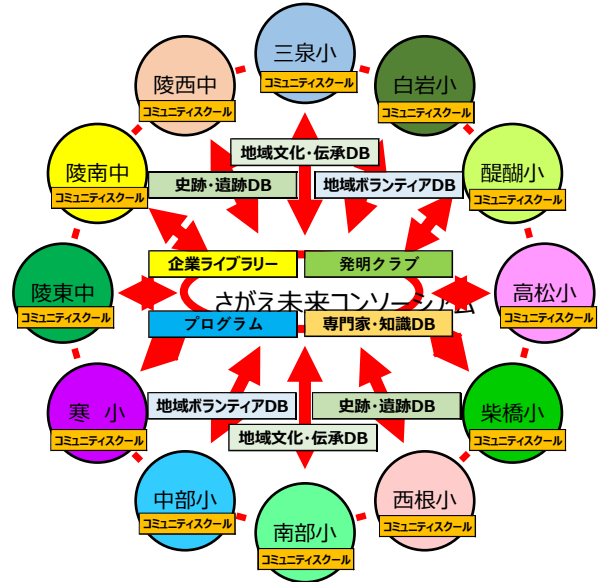 三泉小
コミュニティスクール
陵西中
コミュニティスクール
白岩小
コミュニティスクール
陵南中
コミュニティスクール
醍醐小
コミュニティスクール
地域文化・伝承DB
史跡・遺跡DB
地域ボランティアDB
企業ライブラリー
発明クラブ
陵東中
コミュニティスクール
さがえ未来コンソーシアム
高松小
コミュニティスクール
プログラム
専門家・知識DB
寒 小
コミュニティスクール
地域ボランティアDB
史跡・遺跡DB
柴橋小
コミュニティスクール
地域文化・伝承DB
中部小
コミュニティスクール
西根小
コミュニティスクール
南部小
コミュニティスクール